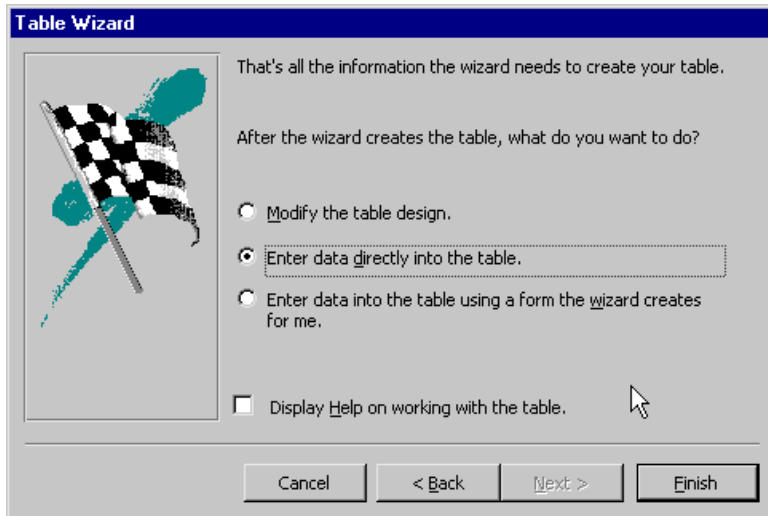 Table Wizard
That's all the information the wizard needs to create your table.
After the wizard creates the table, what do you want to do?
Modify the table design.
Enter data directly into the table.
Enter data into the table using a form the wizard creates
for me.
Display Help on working with the table.
Cancel
< Back
Next >
Finish